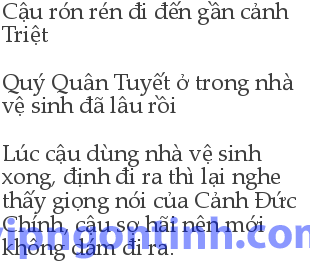 Cậu rón rén đi đến gần cảnh
Triệt
Quý Quân Tuyết ở trong nhà
vệ sinh đã lâu rồi
Lúc cậu dùng nhà vệ sinh
xong, định đi ra thì lại nghe
thấy giọng nói của Cảnh Đức
Chính, cậu sợ hãi nên mới
không dám đi ra.
vipngontinh.com